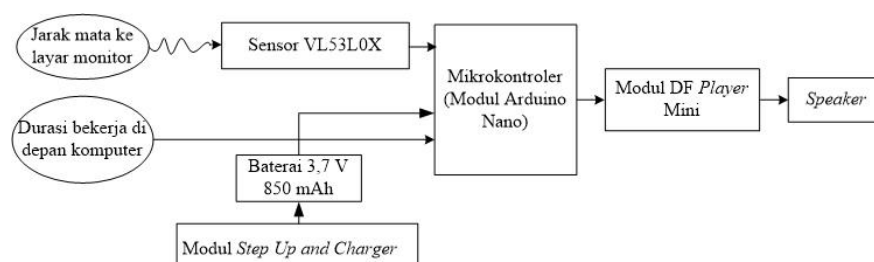 Jarak mata ke
layar monitor
Sensor VL53L0X
Mikrokontroler
(Modul Arduino
Nano)
Modul DF Player
Mini
Speaker
Durasi bekerja di
depan komputer
Baterai 3,7 V
850 mAh
Modul Step Up and Charger